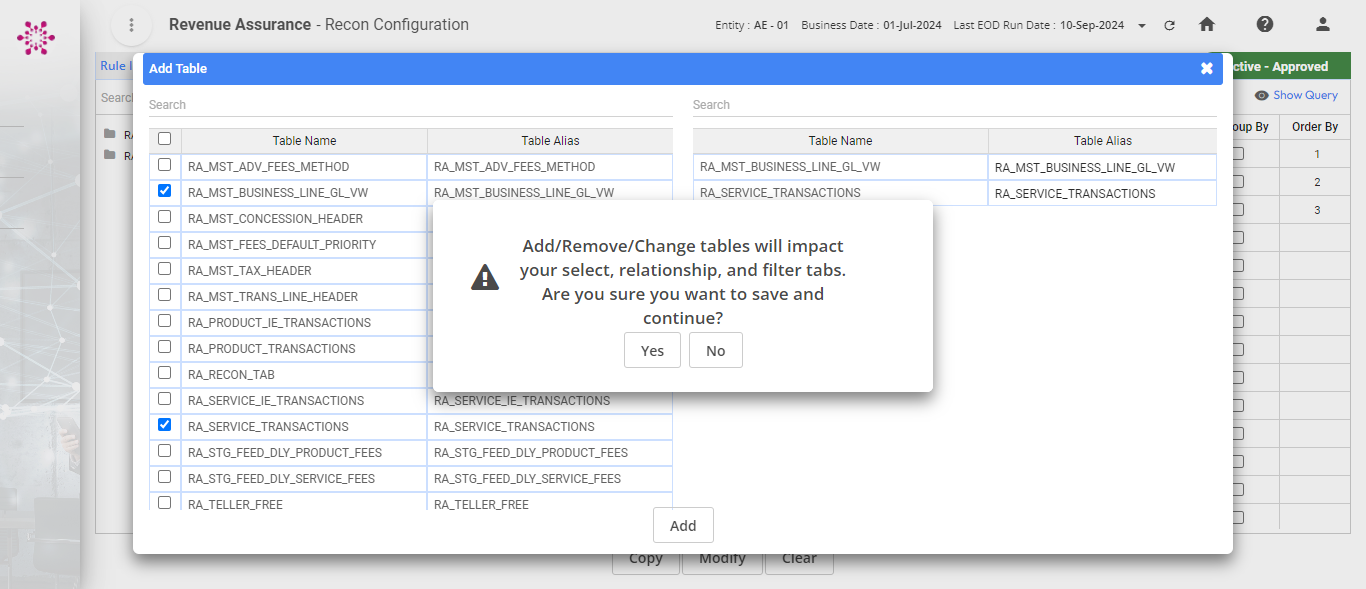 Revenue Assurance - Recon Configuration
Entity : AE - 01 Business Date : 01-Jul-2024 Last EOD Run Date : 10-Sep-2024
Rule
Add Table
ctive - Approved
Search
Search
Search
Show Query
Table Name Table Alias
Table Name Table Alias
oup By Order By
RA_MST_ADV_FEES_METHOD RA_MST_ADV_FEES_METHOD
RA_MST_BUSINESS_LINE_GL_VW RA_MST_BUSINESS_LINE_GL_VW
RA_MST_CONCESSION_HEADER
RA_MST_FEES_DEFAULT_PRIORITY
RA_MST_TAX_HEADER
RA_MST_TRANS_LINE_HEADER
RA_PRODUCT_IE_TRANSACTIONS
RA_PRODUCT_TRANSACTIONS
RA_RECON_TAB
RA_SERVICE_IE_TRANSACTIONS RA_SERVICE_IE_TRANSACTIONS
RA_SERVICE_TRANSACTIONS RA_SERVICE_TRANSACTIONS
RA_STG_FEED_DLY_PRODUCT_FEES RA_STG_FEED_DLY_PRODUCT_FEES
RA_STG_FEED_DLY_SERVICE_FEES RA_STG_FEED_DLY_SERVICE_FEES
RA_TELLER_FREE RA_TELLER_FREE
RA_MST_BUSINESS_LINE_GL_VW RA_MST_BUSINESS_LINE_GL_VW
RA_SERVICE_TRANSACTIONS RA_SERVICE_TRANSACTIONS
1
2
3
Add/Remove/Change tables will impact
your select, relationship, and filter tabs.
Are you sure you want to save and
continue?
Yes No
Add
Copy Modify Clear